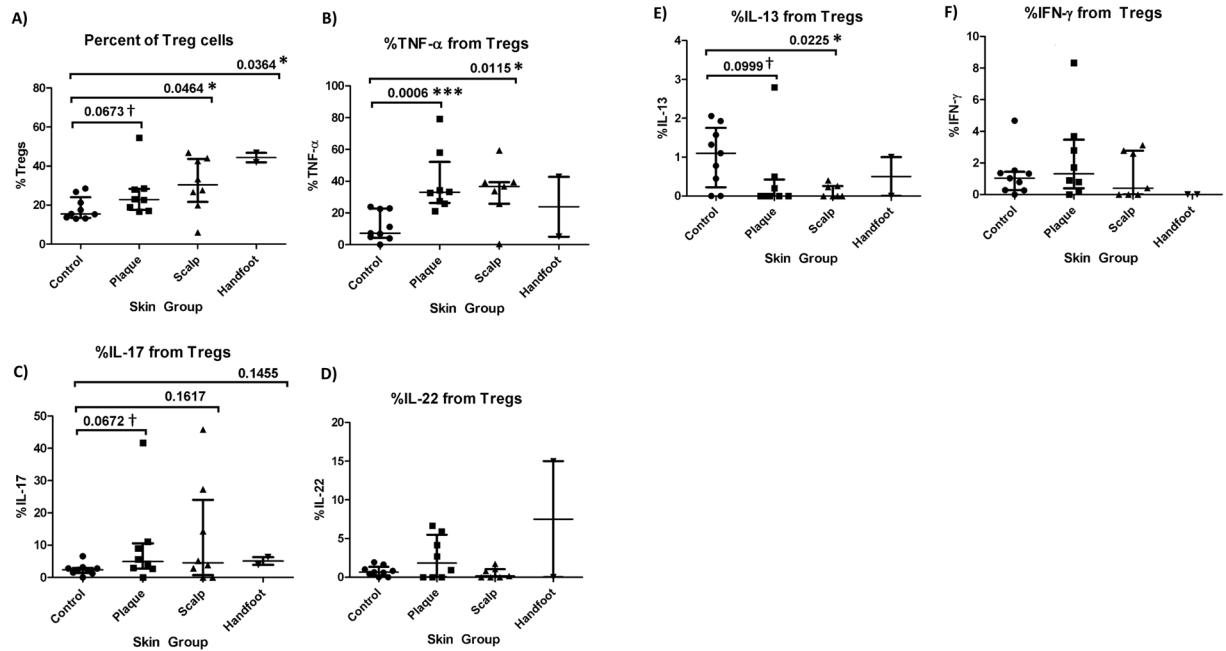 A)
Percent of Treg cells
0.0364 *
0.0464 *
0.0673 †
80
60
40
20
0
%Tregs
Control
Plaque
Scalp
Handfoot
Skin Group
B)
%TNF-α from Tregs
0.0115 *
0.0006 ***
100
80
60
40
20
0
%TNF-α
Control
Plaque
Scalp
Handfoot
Skin Group
E)
%IL-13 from Tregs
0.0225 *
0.0999 †
4
3
2
1
0
%IL-13
Control
Plaque
Scalp
Handfoot
F)
%IFN-γ from Tregs
10
8
6
4
2
0
%IFN-γ
Control
Plaque
Scalp
Handfoot
C)
%IL-17 from Tregs
0.1455
0.1617
0.0672 †
50
40
30
20
10
0
%IL-17
Control
Plaque
Scalp
Handfoot
Skin Group
D)
%IL-22 from Tregs
20
15
10
5
0
%IL-22
Control
Plaque
Scalp
Handfoot
Skin Group